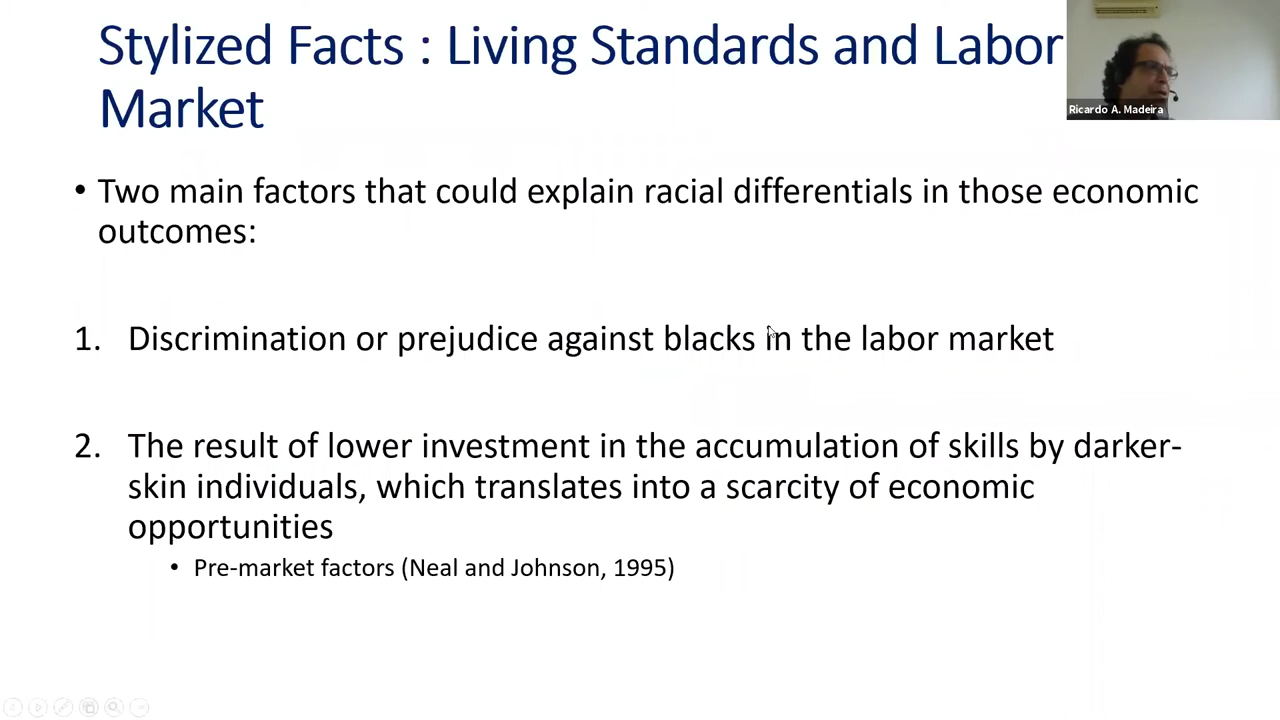 Stylized Facts : Living Standards and Labor
Market
Ricardo A. Madeira
• Two main factors that could explain racial differentials in those economic
outcomes:
1. Discrimination or prejudice against blacks in the labor market
2. The result of lower investment in the accumulation of skills by darker-
skin individuals, which translates into a scarcity of economic
opportunities
• Pre-market factors (Neal and Johnson, 1995)